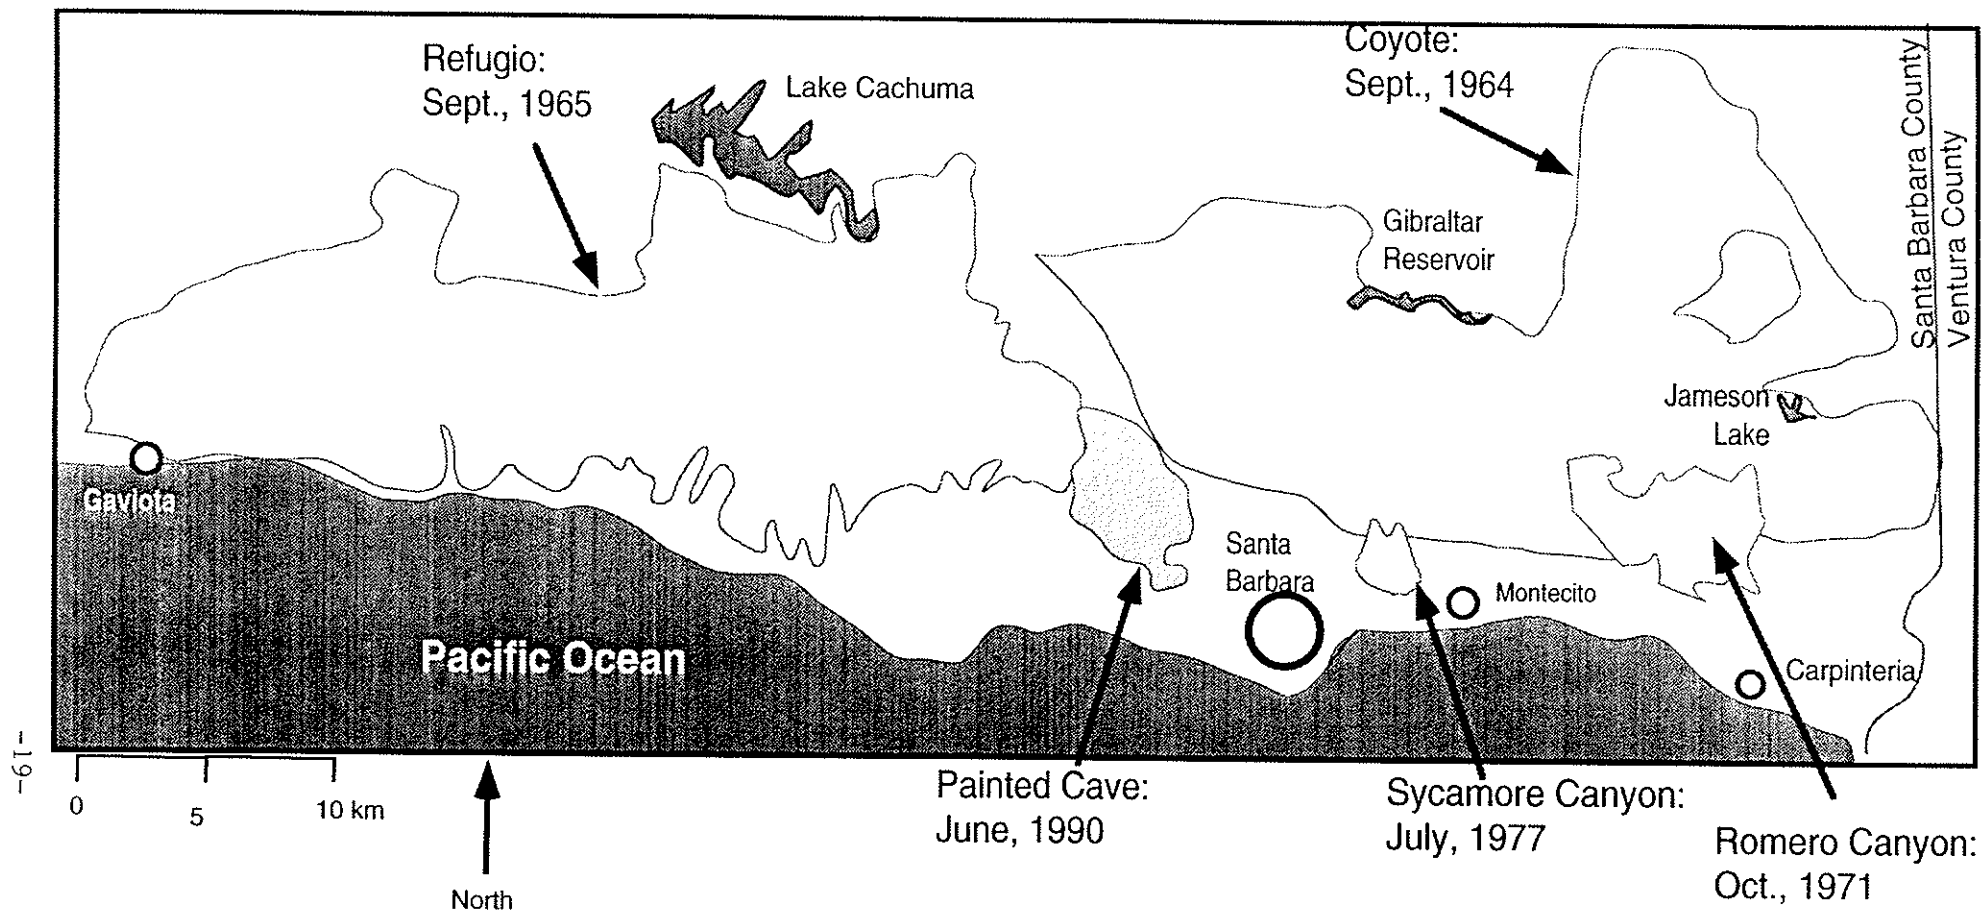 Refugio:
Sept., 1965
Lake Cachuma
Coyote:
Sept., 1964
Santa Barbara County
Ventura County
Gibraltar
Reservoir
Jameson
Lake
Gaviota
Santa
Barbara
Montecito
Pacific Ocean
Carpinteria
-19-
0
5
10 km
North
Painted Cave:
June, 1990
Sycamore Canyon:
July, 1977
Romero Canyon:
Oct., 1971